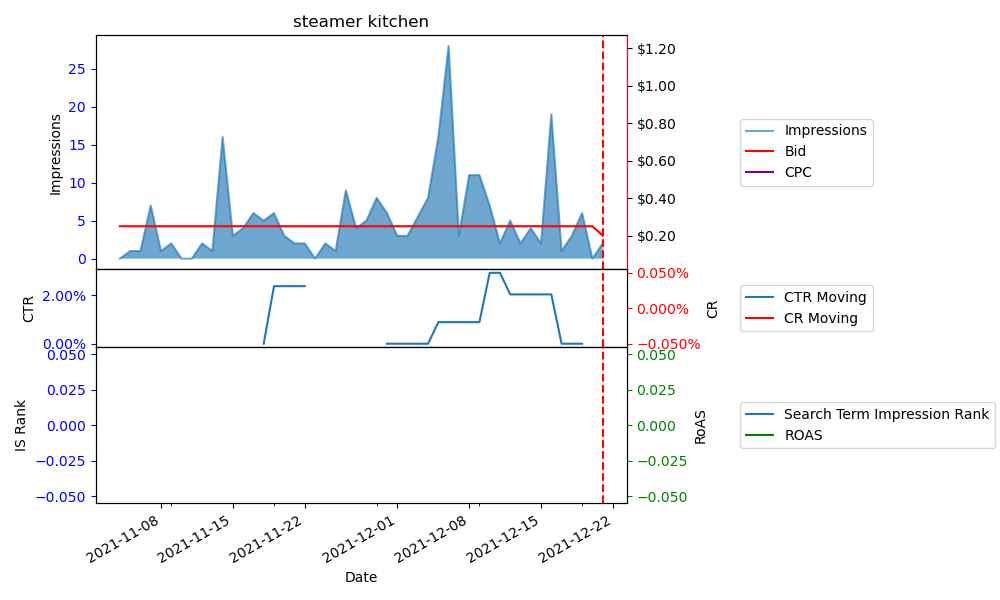 steamer kitchen
Impressions
25
20
15
10
5
0
$1.20
$1.00
$0.80
$0.60
$0.40
$0.20
Impressions
Bid
CPC
CTR
2.00%
0.00%
0.050%
0.000%
−0.050%
CR
CTR Moving
CR Moving
IS Rank
0.050
0.025
0.000
−0.025
−0.050
0.050
0.025
0.000
−0.025
−0.050
RoAS
Search Term Impression Rank
ROAS
2021-11-08
2021-11-15
2021-11-22
2021-12-01
2021-12-08
2021-12-15
2021-12-22
Date